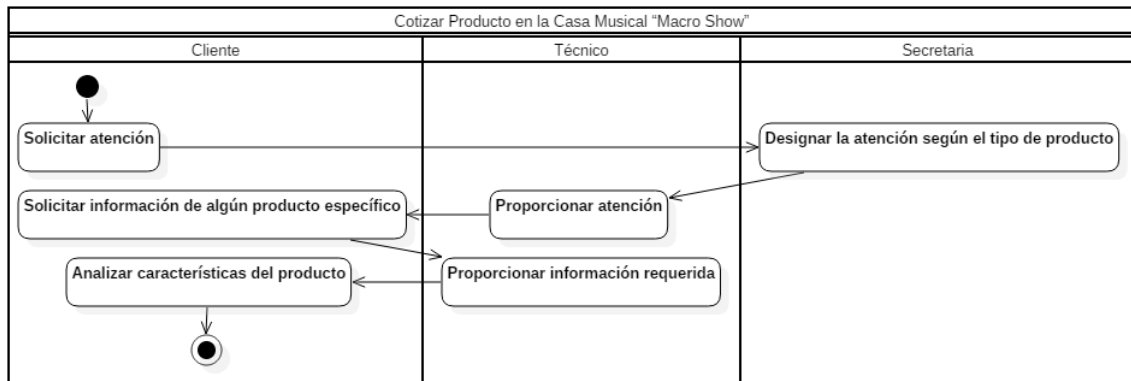 Cotizar Producto en la Casa Musical “Macro Show”
Cliente
Técnico
Secretaria
Solicitar atención
Designar la atención según el tipo de producto
Solicitar información de algún producto específico
Proporcionar atención
Analizar características del producto
Proporcionar información requerida